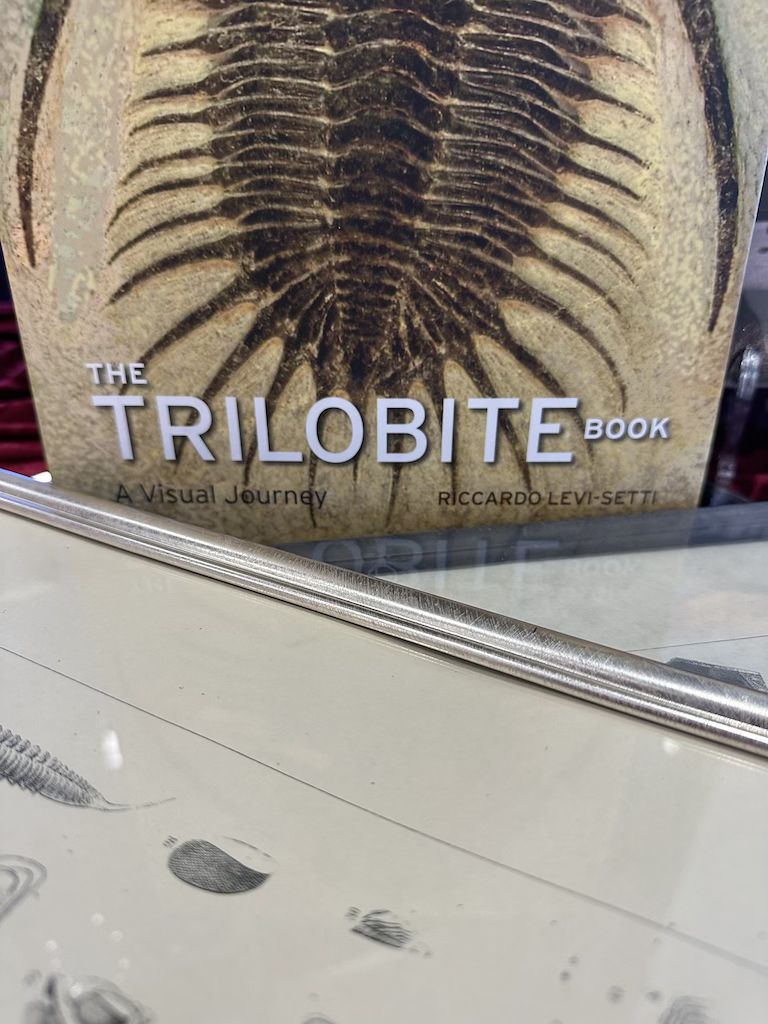 THE
TRILOBITE BOOK
A Visual Journey RICCARDO LEVI-SETTI